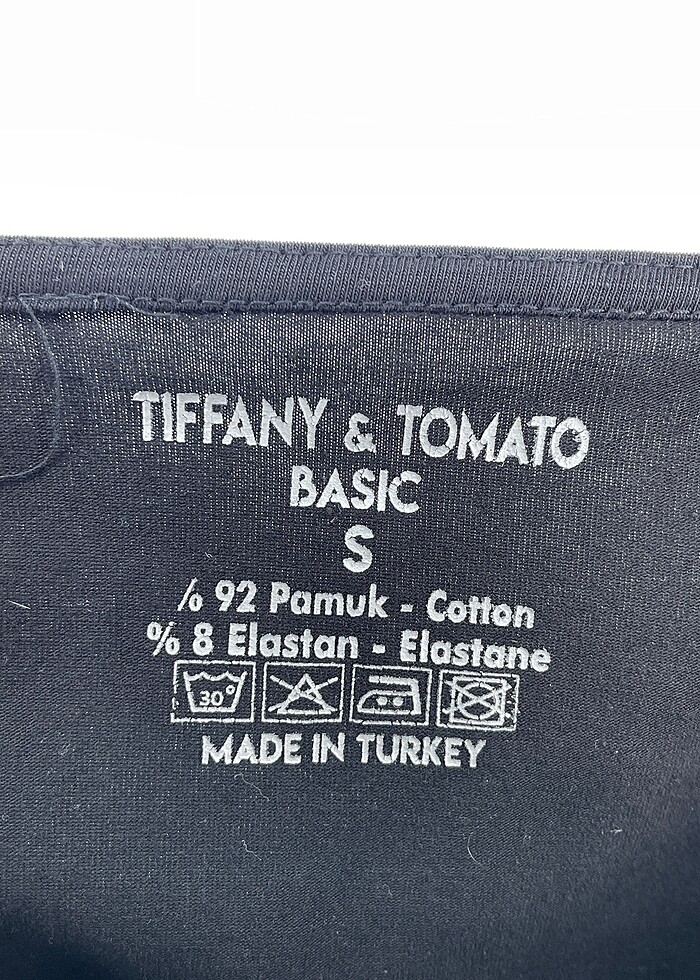 TIFFANY & TOMATO
BASIC
S
% 92 Pamuk - Cotton
% 8 Elastan - Elastane
30°
MADE IN TURKEY